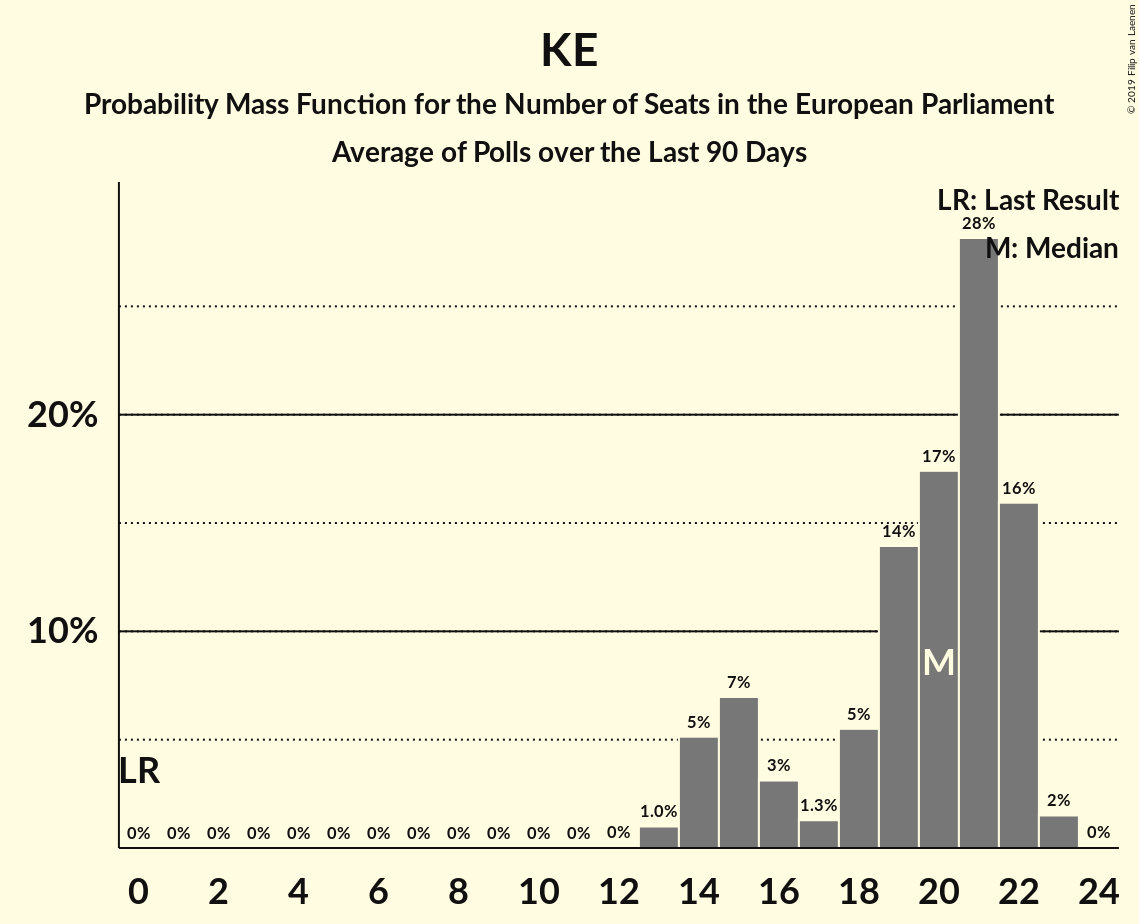 KE
Probability Mass Function for the Number of Seats in the European Parliament
Average of Polls over the Last 90 Days
© 2019 Filip van Laenen
LR: Last Result
M: Median
28%
20%
17%
16%
14%
10%
M
7%
5%
5%
3%
LR
1.0%
1.3%
2%
0% 0% 0% 0% 0% 0% 0% 0% 0% 0% 0% 0% 0% 0%
0 2 4 6 8 10 12 14 16 18 20 22 24